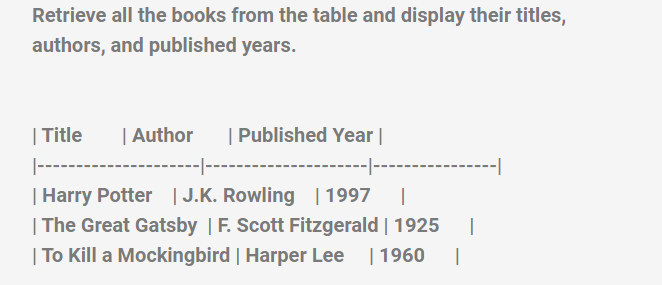 Retrieve all the books from the table and display their titles,
authors, and published years.
| Title | Author | Published Year |
|---------------------|---------------------|----------------|
| Harry Potter | J.K. Rowling | 1997 |
| The Great Gatsby | F. Scott Fitzgerald | 1925 |
| To Kill a Mockingbird | Harper Lee | 1960 |